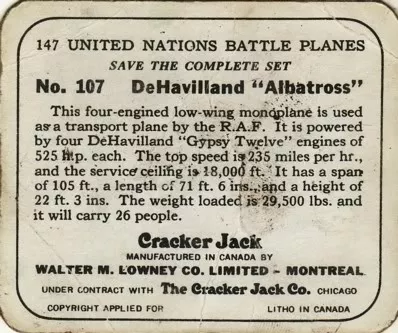 147 UNITED NATIONS BATTLE PLANES
SAVE THE COMPLETE SET
No. 107 DeHavilland "Albatross"
This four-engined low-wing monoplane is used
as a transport plane by the R.A.F. It is powered
by four DeHavilland "Gypsy Twelve" engines of
525 h.p. each. The top speed is 235 miles per hr.,
and the service ceiling is 18,000 ft. It has a span
of 105 ft., a length of 71 ft. 6 ins., and a height of
22 ft. 3 ins. The weight loaded is 29,500 lbs. and
it will carry 26 people.
Cracker Jack
MANUFACTURED IN CANADA BY
WALTER M. LOWNEY CO. LIMITED - MONTREAL
UNDER CONTRACT WITH The Cracker Jack Co. CHICAGO
COPYRIGHT APPLIED FOR LITHO IN CANADA